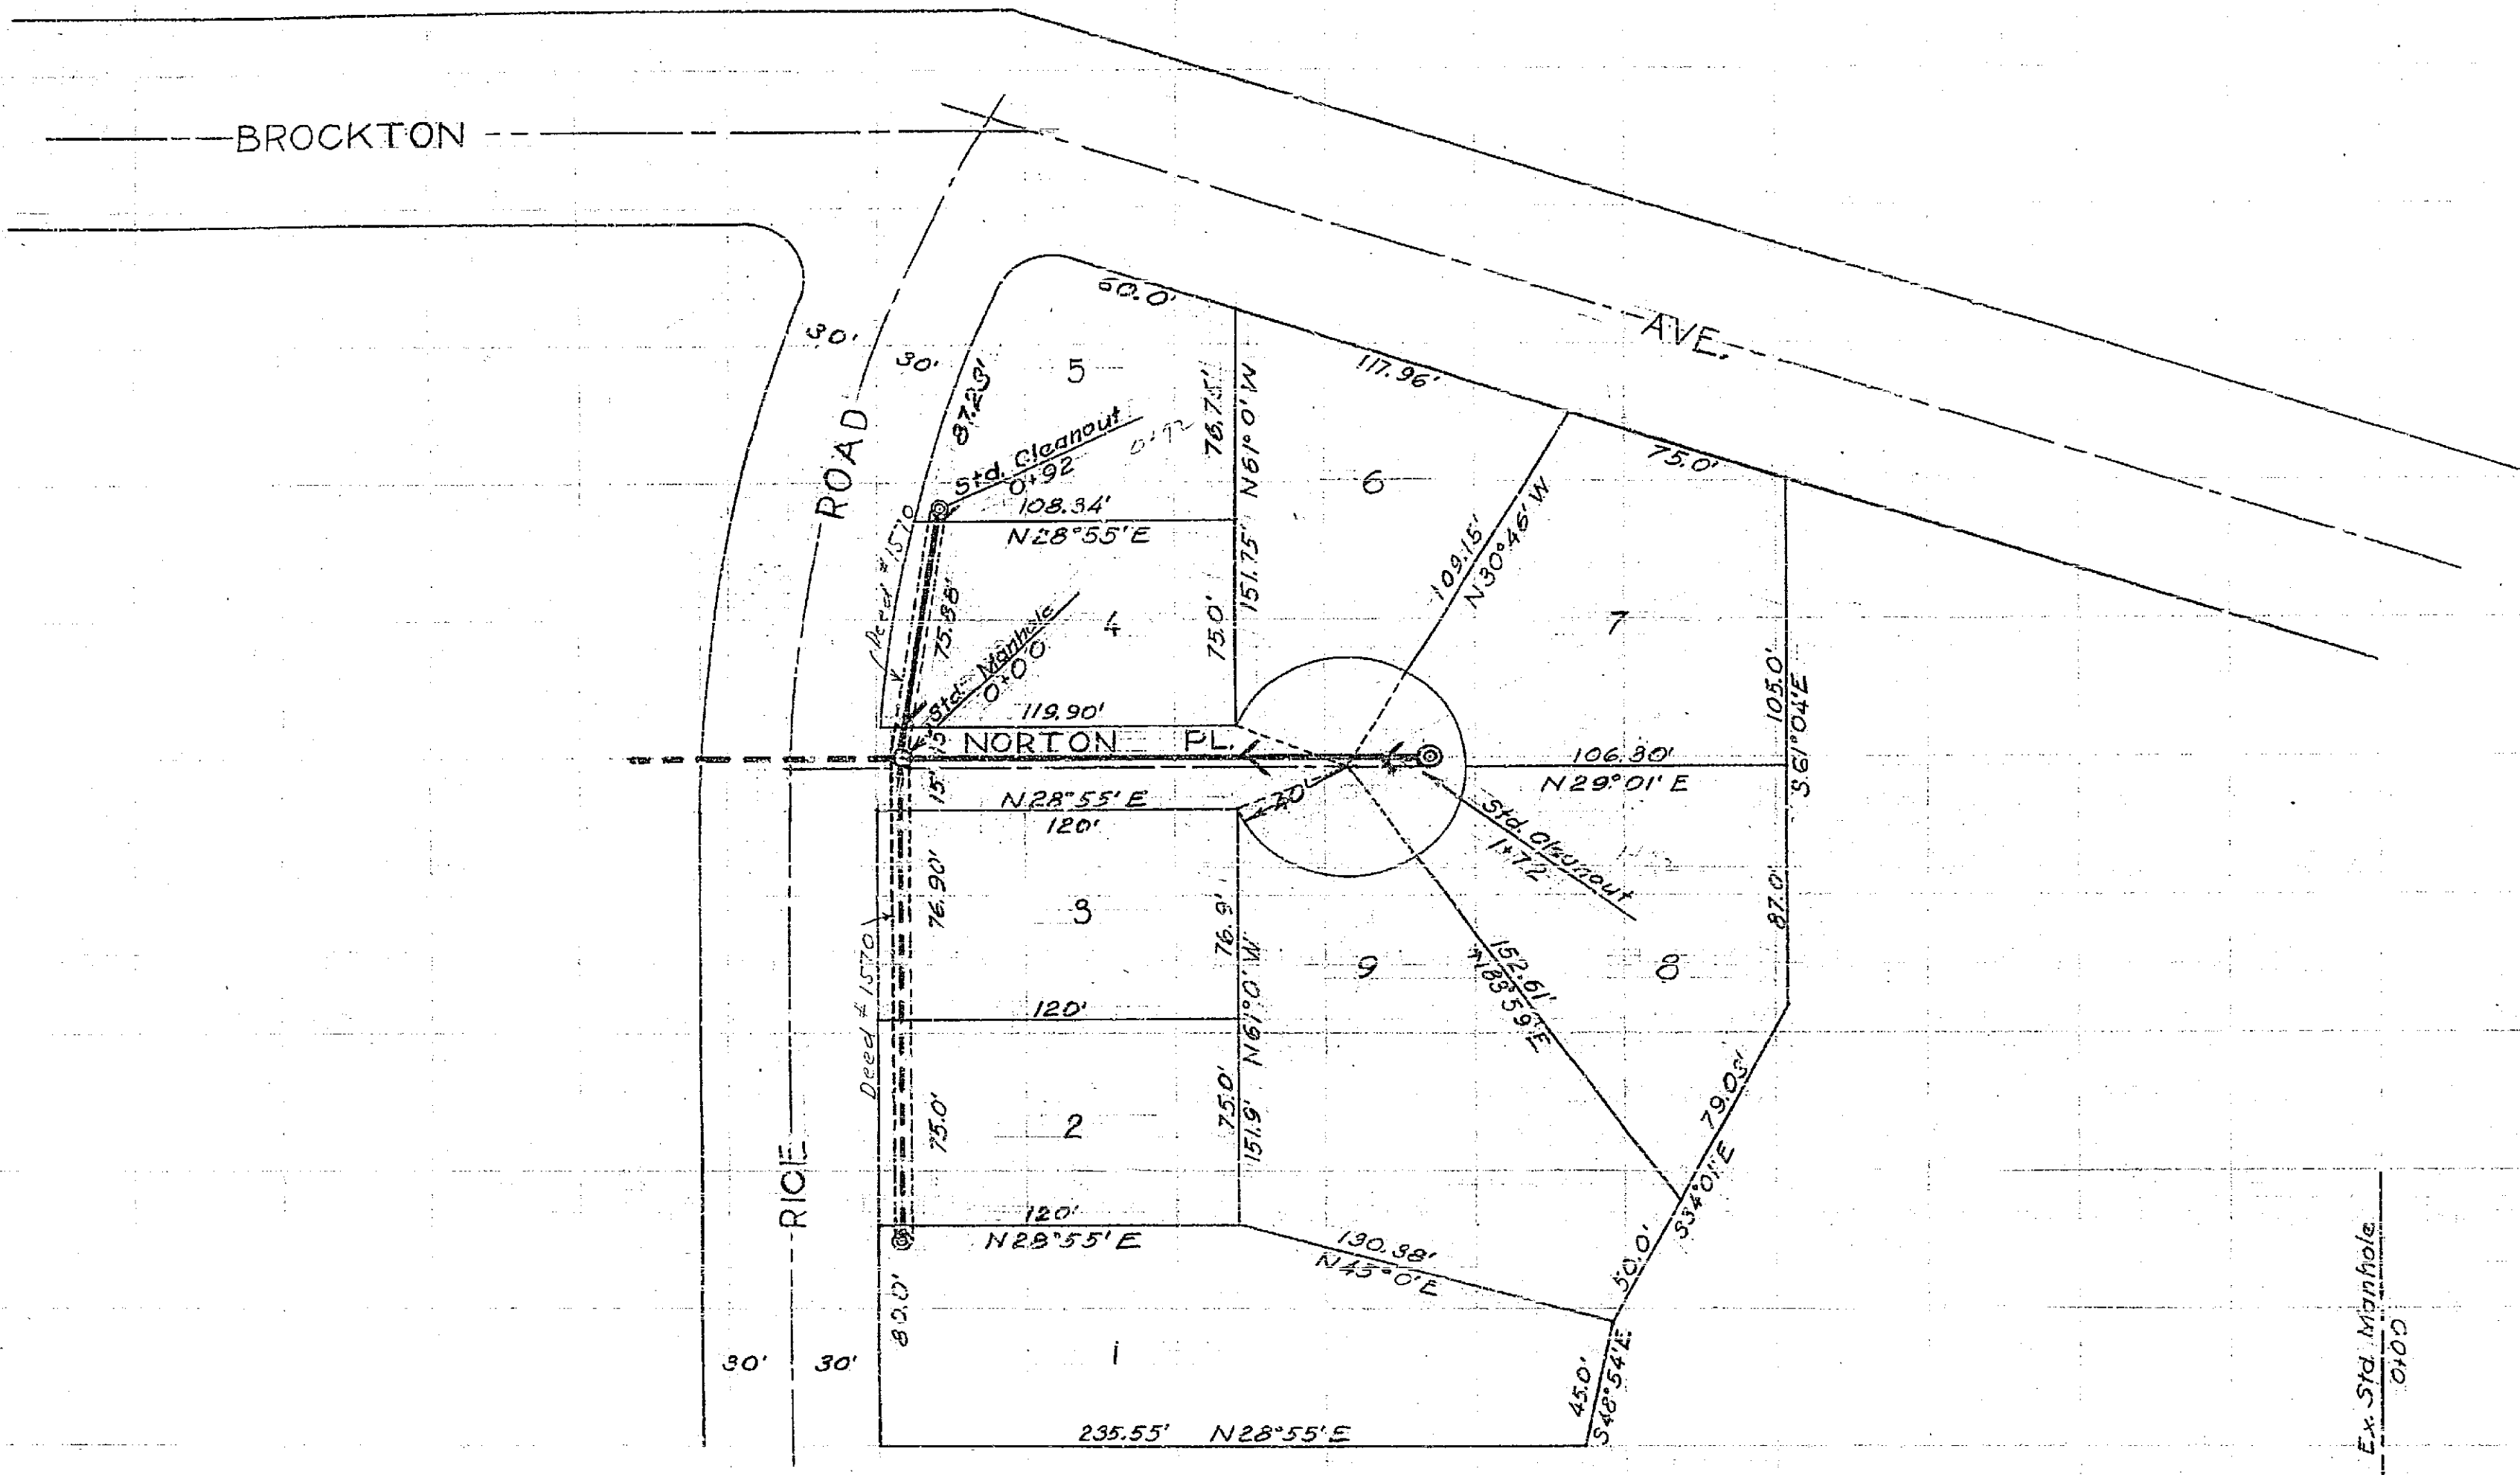 BROCKTON
AVE.
ROAD
RICE
30'
30'
60.0'
117.96'
75.0'
5
87.23'
76.75'
N61°0'W
Std. Cleanout
0+92
0+92
108.34'
N28°55'E
Deed #1570
6
109.15'
N30°46'W
7
151.75'
75.0'
75.38'
4
Std. Manhole
0+00
119.90'
15'
NORTON PL.
15'
N28°55'E
120'
40'
106.30'
N29°01'E
105.0'
S.61°04'E
Std. Cleanout
1+72
87.0'
76.90'
3
76.9'
N61°0'W
9
152.61'
N83°59'E
8
Deed #1570
120'
75.0'
2
75.0'
151.9'
79.03'
S34°01'E
120'
N28°55'E
130.38'
N45°0'E
50.0'
30'
30'
1
45.0'
S48°54'E
235.55' N28°55'E
Ex. Std. Manhole
0+00